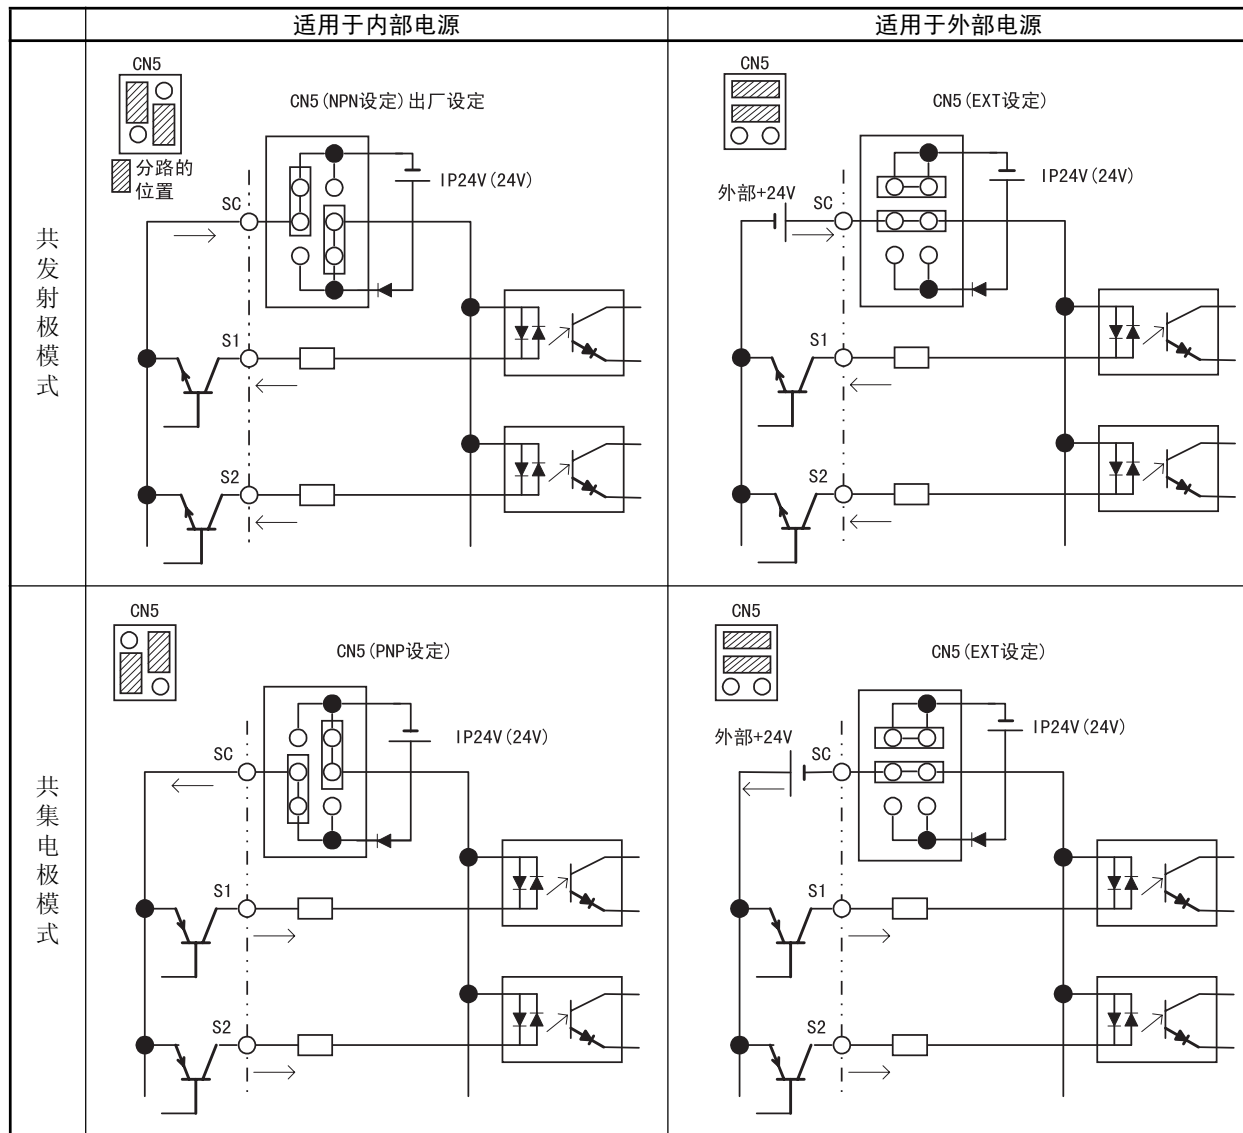 适用于内部电源
适用于外部电源
共发射极模式
CN5
CN5(NPN设定)出厂设定
分路的
位置
IP24V(24V)
SC
S1
S2
CN5
CN5(EXT设定)
外部+24V
SC
IP24V(24V)
S1
S2
共集电极模式
CN5
CN5(PNP设定)
IP24V(24V)
SC
S1
S2
CN5
CN5(EXT设定)
外部+24V
SC
IP24V(24V)
S1
S2